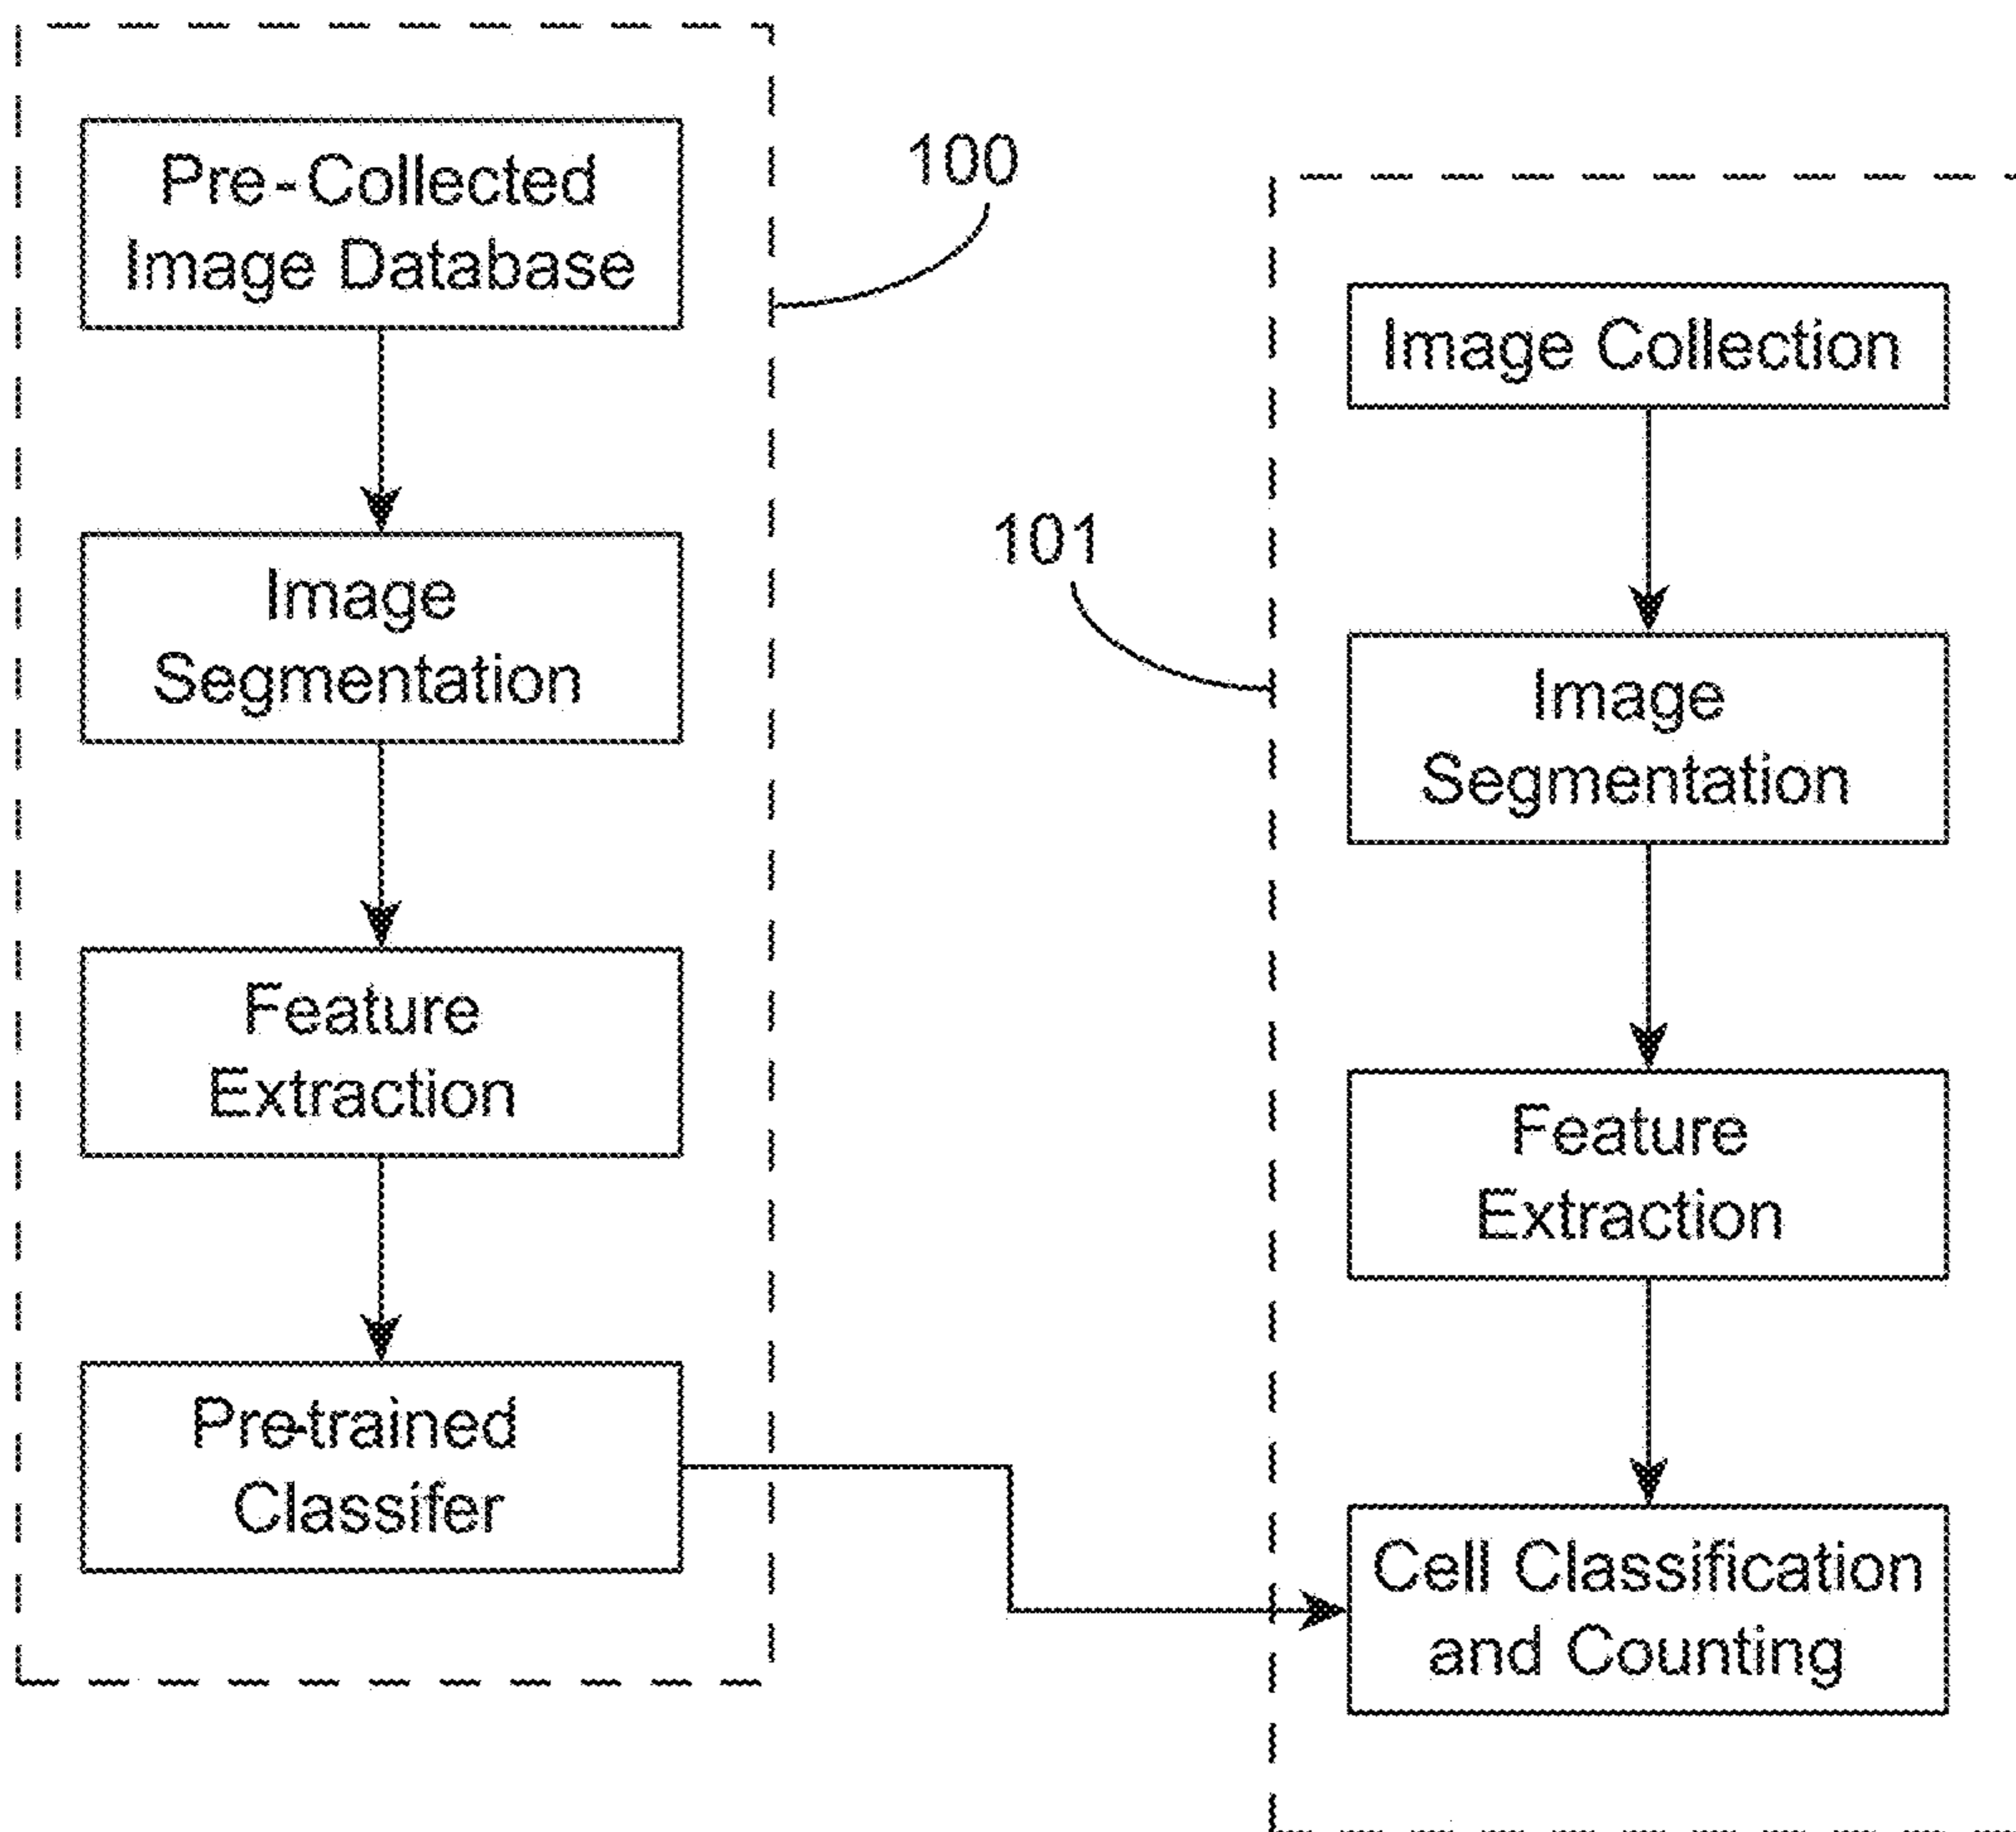 Pre-Collected
Image Database
Image
Segmentation
Feature
Extraction
Pre-trained
Classifer
100
101
Image Collection
Image
Segmentation
Feature
Extraction
Cell Classification
and Counting